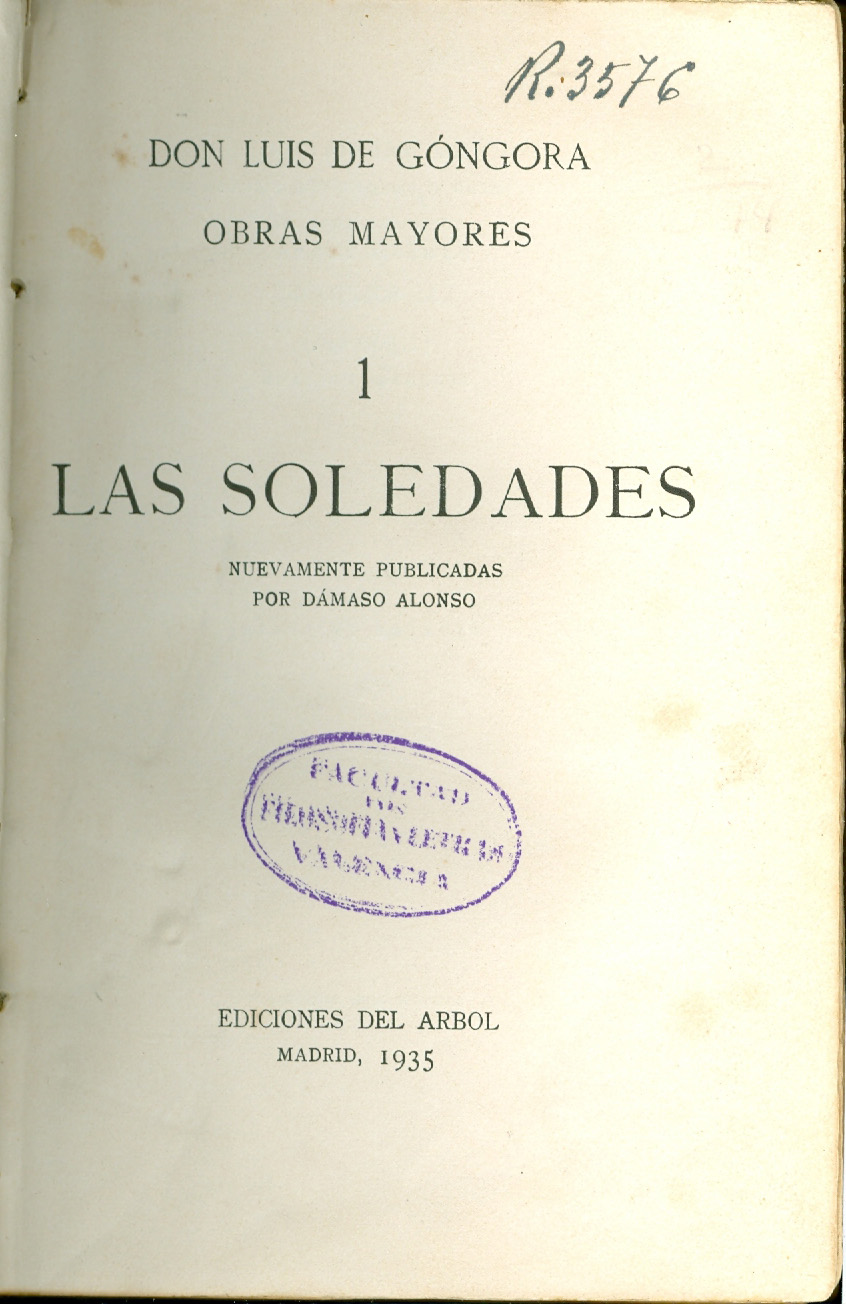 R. 3576
DON LUIS DE GÓNGORA
OBRAS MAYORES
1
LAS SOLEDADES
NUEVAMENTE PUBLICADAS
POR DÁMASO ALONSO
FACULTAD
FILOSOFIA Y LETRAS
VALENCIA
EDICIONES DEL ARBOL
MADRID, 1935